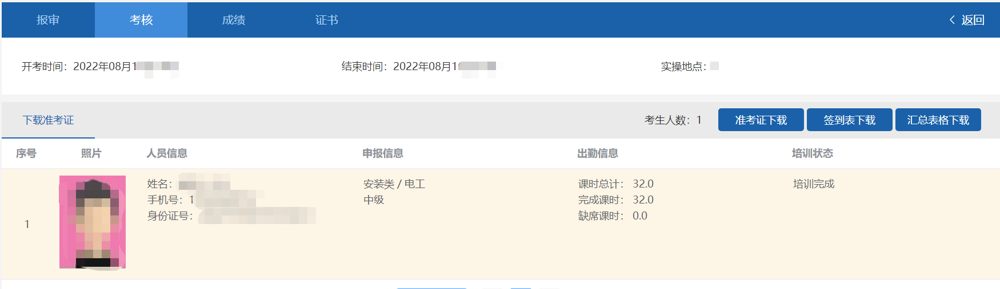 报审 考核 成绩 证书 返回
开考时间：2022年08月1 结束时间：2022年08月1 实操地点：
下载准考证 考生人数：1 准考证下载 签到表下载 汇总表格下载
序号 照片 人员信息 申报信息 出勤信息 培训状态
姓名： 安装类 / 电工 课时总计： 32.0 培训完成
手机号：1 中级 完成课时： 32.0
身份证号： 缺席课时： 0.0
1